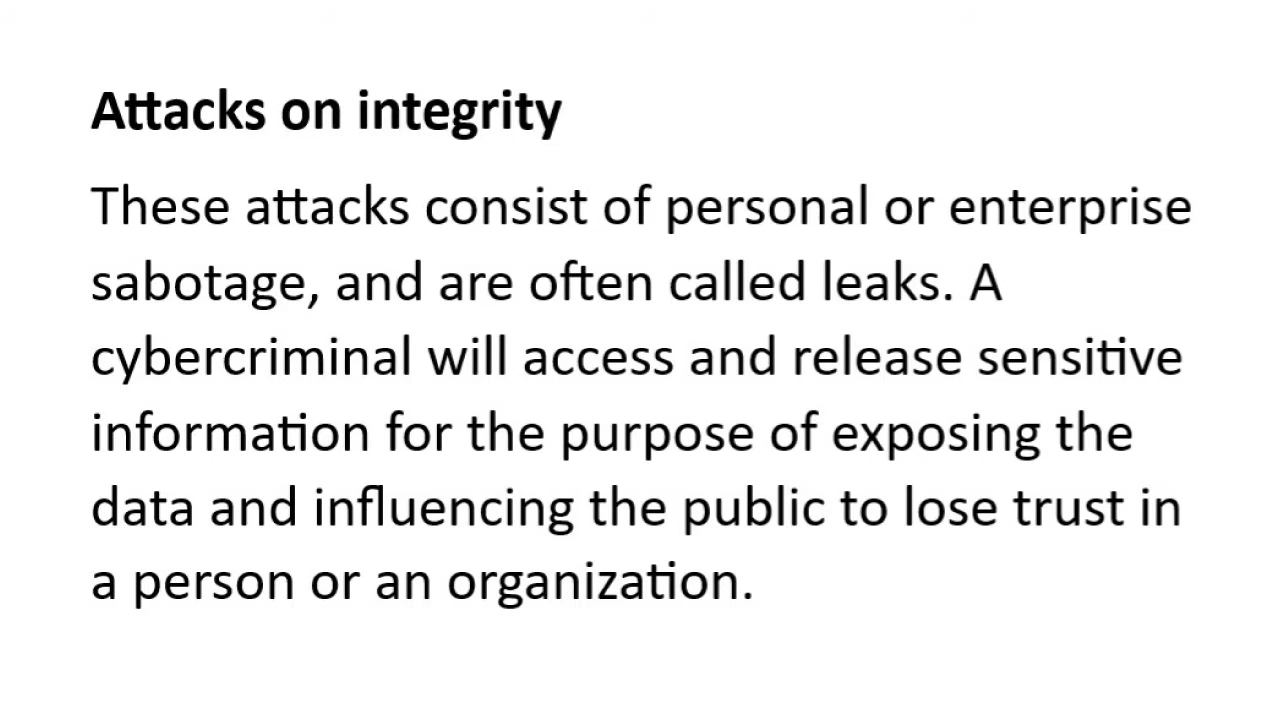 Attacks on integrity
These attacks consist of personal or enterprise
sabotage, and are often called leaks. A
cybercriminal will access and release sensitive
information for the purpose of exposing the
data and influencing the public to lose trust in
a person or an organization.